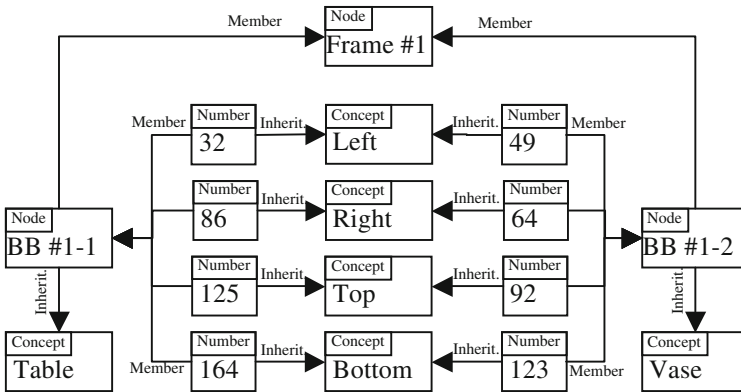 Node
Frame #1
Member
Member
Member
Number
32
Inherit.
Concept
Left
Inherit.
Number
49
Member
Number
86
Inherit.
Concept
Right
Inherit.
Number
64
Node
BB #1-1
Node
BB #1-2
Number
125
Inherit.
Concept
Top
Inherit.
Number
92
Inherit.
Inherit.
Concept
Table
Member
Number
164
Inherit.
Concept
Bottom
Inherit.
Number
123
Member
Concept
Vase